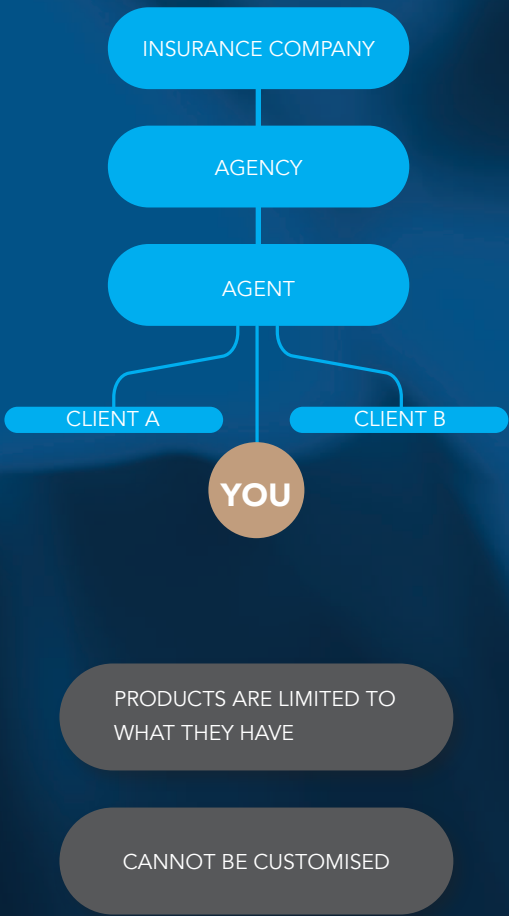 INSURANCE COMPANY
AGENCY
AGENT
CLIENT A
CLIENT B
YOU
PRODUCTS ARE LIMITED TO
WHAT THEY HAVE
CANNOT BE CUSTOMISED